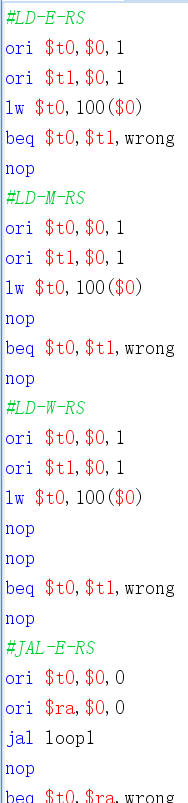 #LD-E-RS
ori $t0,$0,1
ori $t1,$0,1
lw $t0,100($0)
beq $t0,$t1,wrong
nop
#LD-M-RS
ori $t0,$0,1
ori $t1,$0,1
lw $t0,100($0)
nop
beq $t0,$t1,wrong
nop
#LD-W-RS
ori $t0,$0,1
ori $t1,$0,1
lw $t0,100($0)
nop
nop
beq $t0,$t1,wrong
nop
#JAL-E-RS
ori $t0,$0,0
ori $ra,$0,0
jal loop1
nop
beq $t0,$ra,wrong